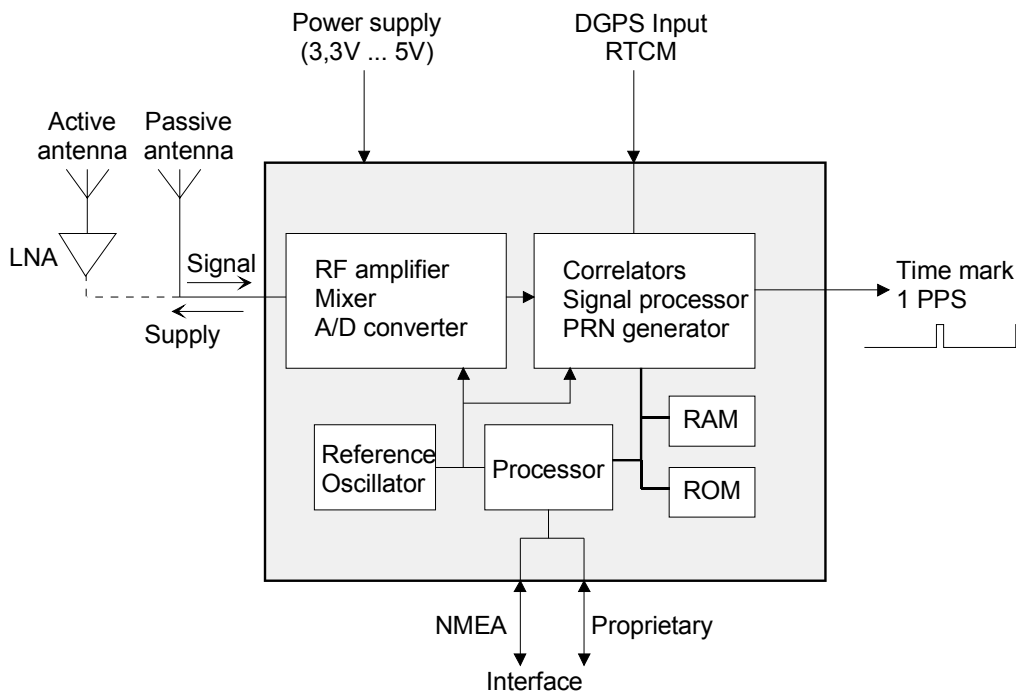 Power supply
(3,3V ... 5V)
DGPS Input
RTCM
Active
antenna
Passive
antenna
LNA
Signal
Supply
RF amplifier
Mixer
A/D converter
Correlators
Signal processor
PRN generator
Time mark
1 PPS
Reference
Oscillator
Processor
RAM
ROM
NMEA
Proprietary
Interface